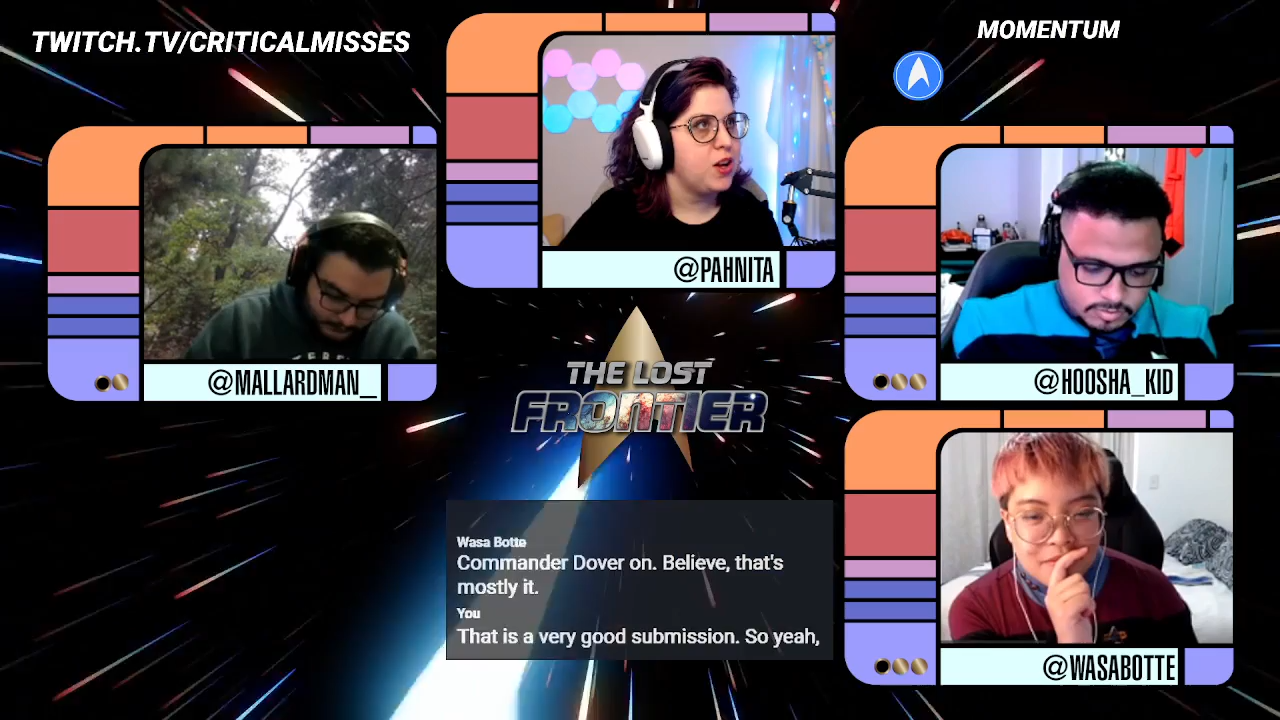 TWITCH.TV/CRITICALMISSES
MOMENTUM
@PAHNITA
@MALLARDMAN_
@HOOSHA_KID
THE LOST
FRONTIER
Wasa Botte
Commander Dover on. Believe, that's
mostly it.
You
That is a very good submission. So yeah,
@WASABOTTE